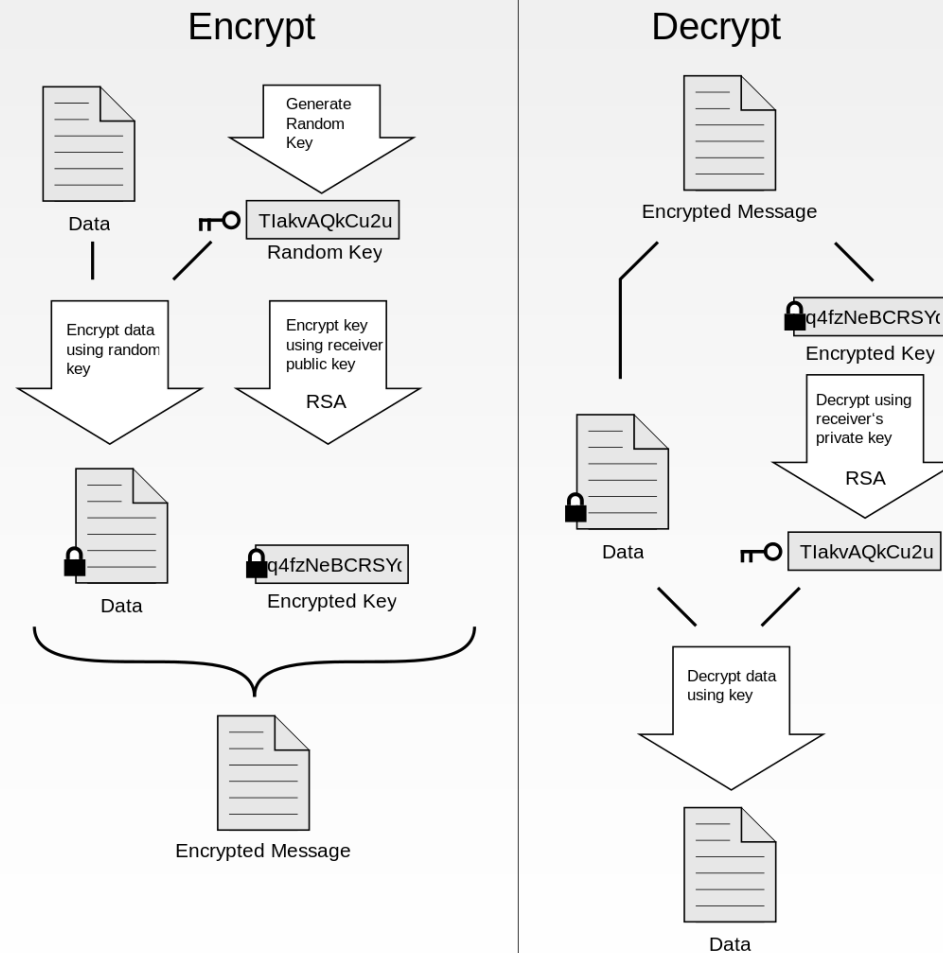 Encrypt
Generate
Random
Key
Data
TIakvAQkCu2u
Random Key
Encrypt data
using random
key
Encrypt key
using receiver
public key
RSA
Data
q4fzNeBCRSYc
Encrypted Key
Encrypted Message
Decrypt
Encrypted Message
q4fzNeBCRSYc
Encrypted Key
Decrypt using
receiver's
private key
RSA
Data
TIakvAQkCu2u
Decrypt data
using key
Data